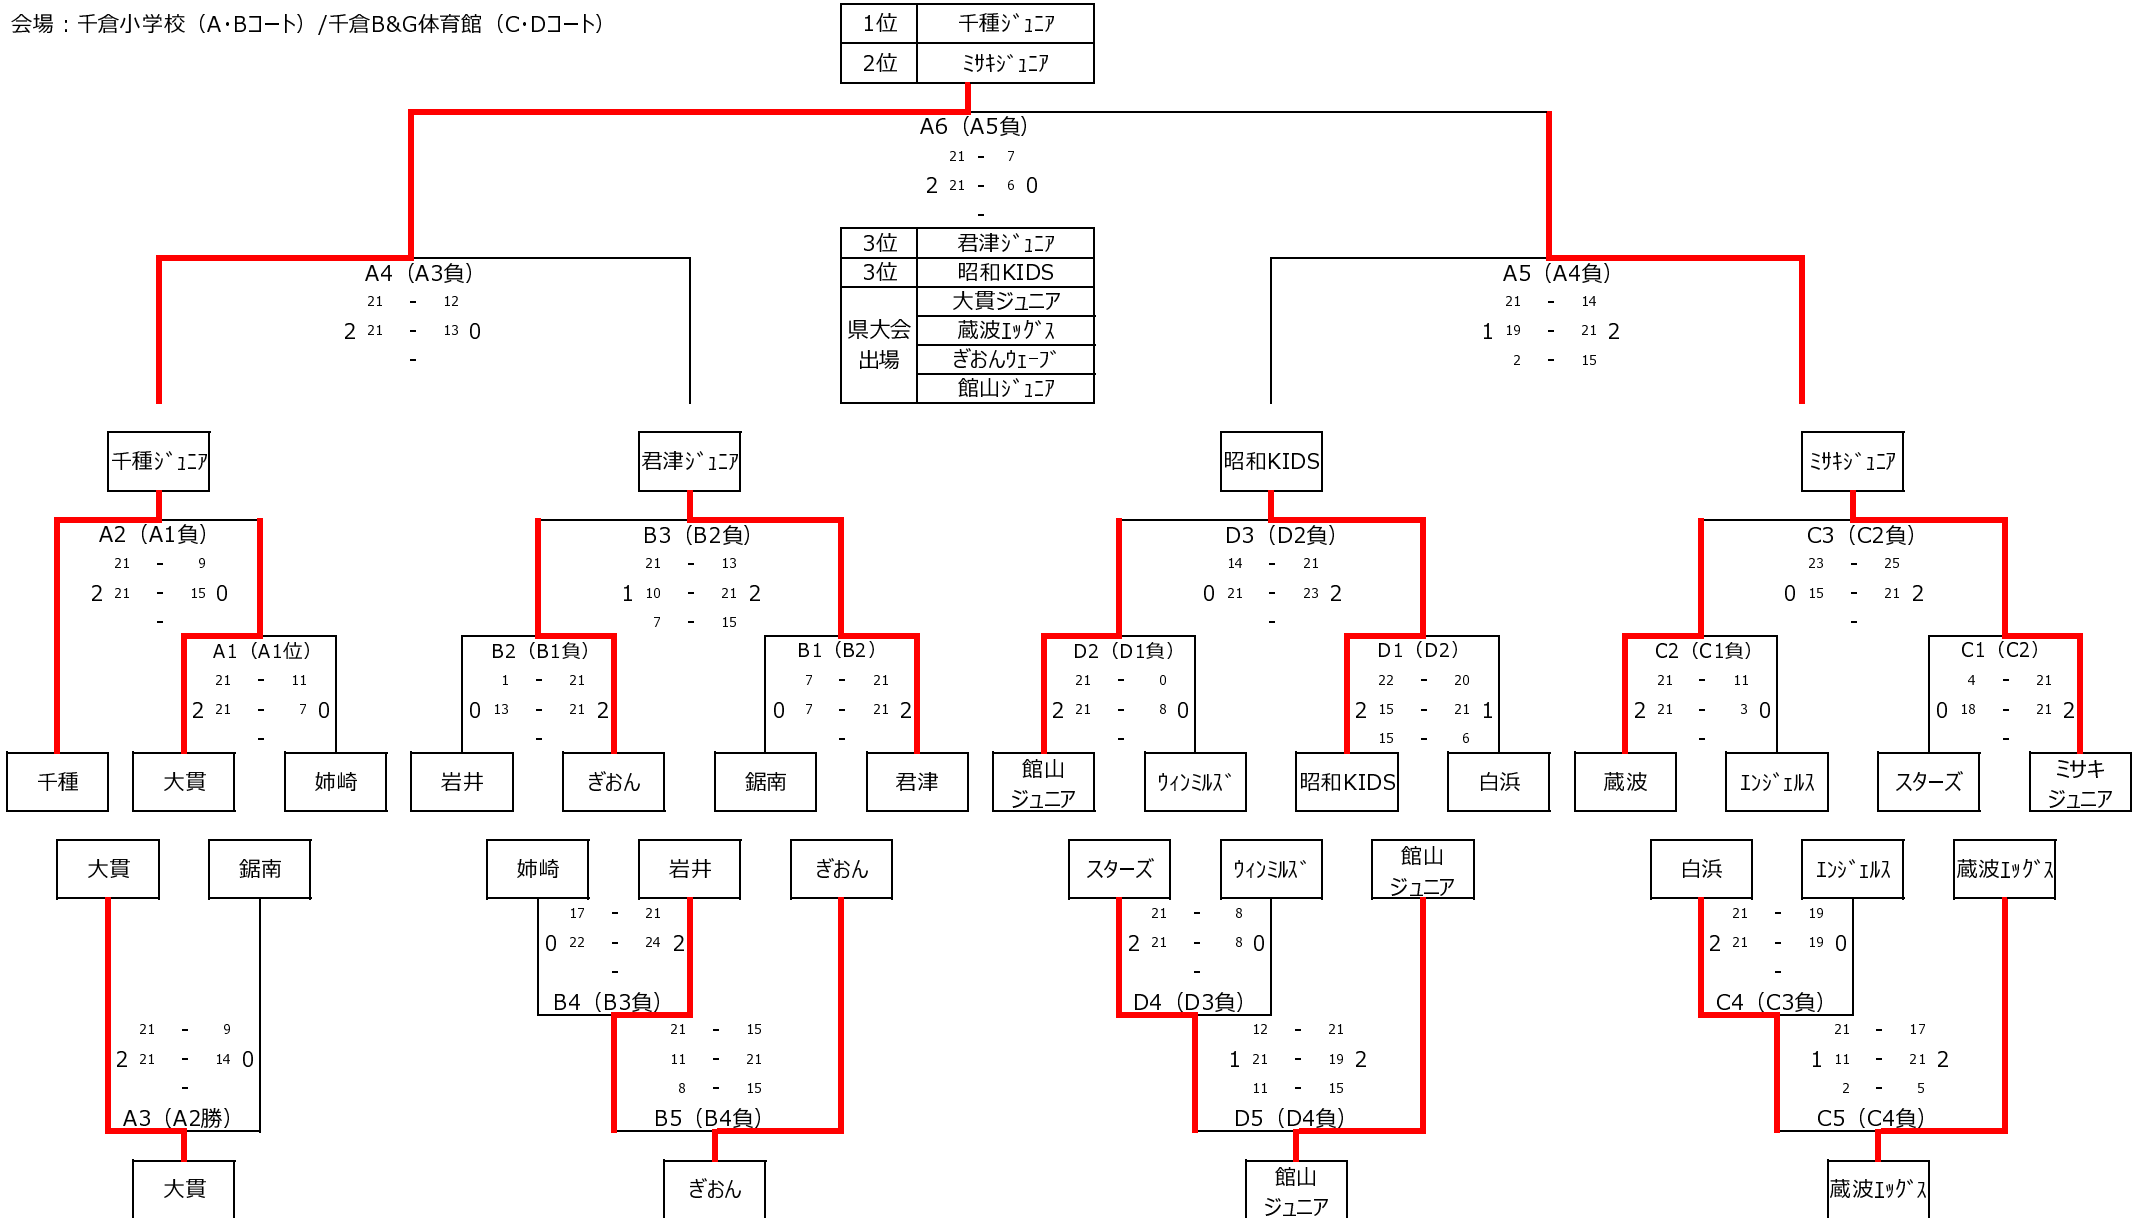 会場：千倉小学校（A・Bコート）/千倉B&G体育館（C・Dコート）
1位 千種ｼﾞｭﾆｱ
2位 ミサキｼﾞｭﾆｱ
A6（A5負）
21 - 7
2 21 - 6 0
-
3位 君津ｼﾞｭﾆｱ
3位 昭和KIDS
県大会出場 大貫ジュニア
蔵波ｴｯｸﾞｽ
ぎおんｳｪｰﾌﾞ
館山ｼﾞｭﾆｱ
A4（A3負）
21 - 12
2 21 - 13 0
-
A5（A4負）
21 - 14
1 19 - 21 2
2 - 15
千種ｼﾞｭﾆｱ 君津ｼﾞｭﾆｱ 昭和KIDS ﾐｻｷｼﾞｭﾆｱ
A2（A1負）
21 - 9
2 21 - 15 0
-
B3（B2負）
21 - 13
1 10 - 21 2
7 - 15
D3（D2負）
14 - 21
0 21 - 23 2
-
C3（C2負）
23 - 25
0 15 - 21 2
-
A1（A1位）
21 - 11
2 21 - 7 0
-
B2（B1負）
1 - 21
0 13 - 21 2
-
B1（B2）
7 - 21
0 7 - 21 2
-
D2（D1負）
21 - 0
2 21 - 8 0
-
D1（D2）
22 - 20
2 15 - 21 1
15 - 6
C2（C1負）
21 - 11
2 21 - 3 0
-
C1（C2）
4 - 21
0 18 - 21 2
-
千種 大貫 姉崎 岩井 ぎおん 鋸南 君津 館山ジュニア ｳｨﾝﾐﾙｽﾞ 昭和KIDS 白浜 蔵波 ｴﾝｼﾞｪﾙｽ スターズ ミサキジュニア
大貫 鋸南 姉崎 岩井 ぎおん スターズ ｳｨﾝﾐﾙｽﾞ 館山ジュニア 白浜 ｴﾝｼﾞｪﾙｽ 蔵波ｴｯｸﾞｽ
17 - 21
0 22 - 24 2
-
B4（B3負）
21 - 8
2 21 - 8 0
-
D4（D3負）
21 - 19
2 21 - 19 0
-
C4（C3負）
21 - 9
2 21 - 14 0
-
A3（A2勝）
21 - 15
11 - 21
8 - 15
B5（B4負）
12 - 21
1 21 - 19 2
11 - 15
D5（D4負）
21 - 17
1 11 - 21 2
2 - 5
C5（C4負）
大貫 ぎおん 館山ジュニア 蔵波ｴｯｸﾞｽ